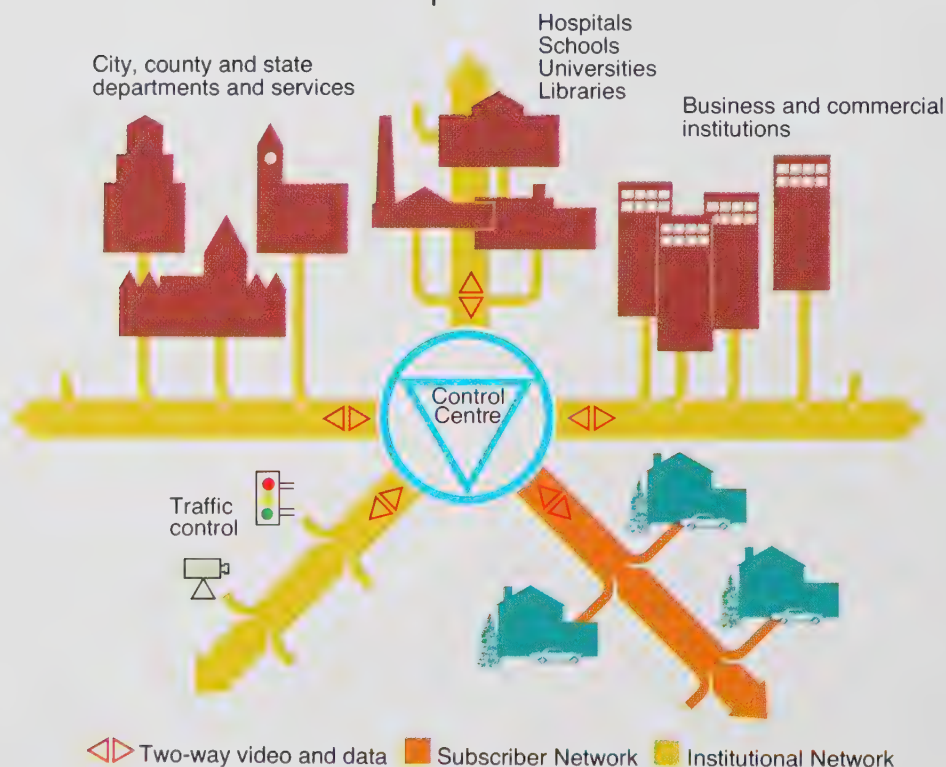 Hospitals
Schools
Universities
Libraries
City, county and state
departments and services
Business and commercial
institutions
Control
Centre
Traffic
control
Two-way video and data
Subscriber Network
Institutional Network